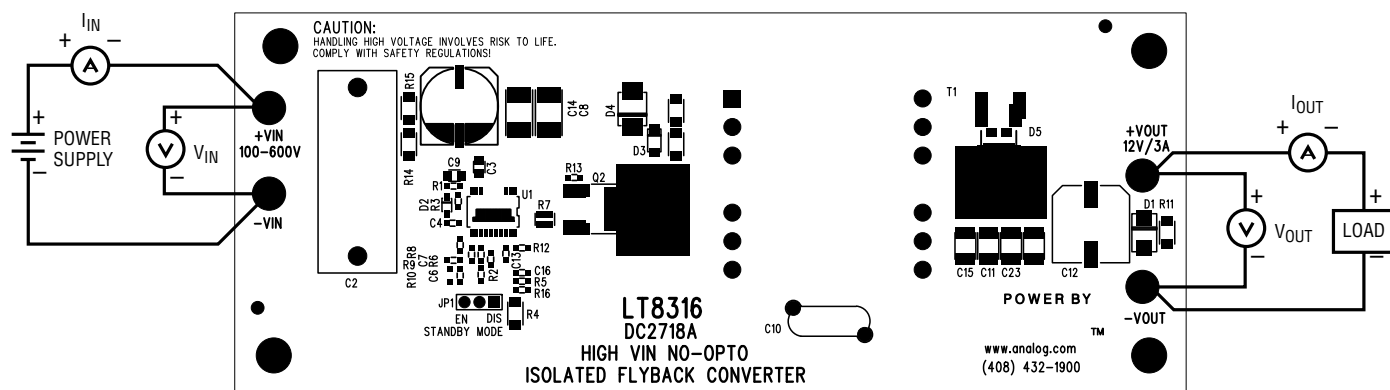 I_IN
+ A −
POWER
SUPPLY
+
−
+
V
−
V_IN
CAUTION:
HANDLING HIGH VOLTAGE INVOLVES RISK TO LIFE.
COMPLY WITH SAFETY REGULATIONS!
+VIN
100–600V
-VIN
R15
R14
C2
C14
C8
D4
D3
C9
C3
R1
D2
R3
C4
U1
R7
R13
Q2
R8
R9
C7
R6
R10
C6
R2
C13
R12
C16
R5
R16
R4
JP1
EN
DIS
STANDBY MODE
LT8316
DC2718A
HIGH VIN NO-OPTO
ISOLATED FLYBACK CONVERTER
C10
T1
D5
C15
C11
C23
C12
D1
R11
+VOUT
12V/3A
-VOUT
POWER BY
TM
www.analog.com
(408) 432-1900
I_OUT
+ A −
+
V
−
V_OUT
+
LOAD
−